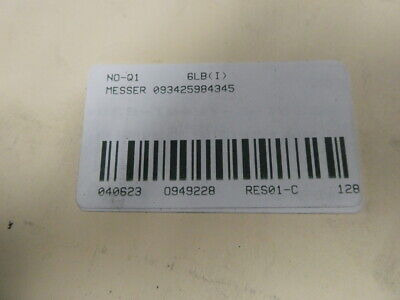 NO-Q1 6LB(I)
MESSER 093425984345
040623 0949228 RES01-C 128